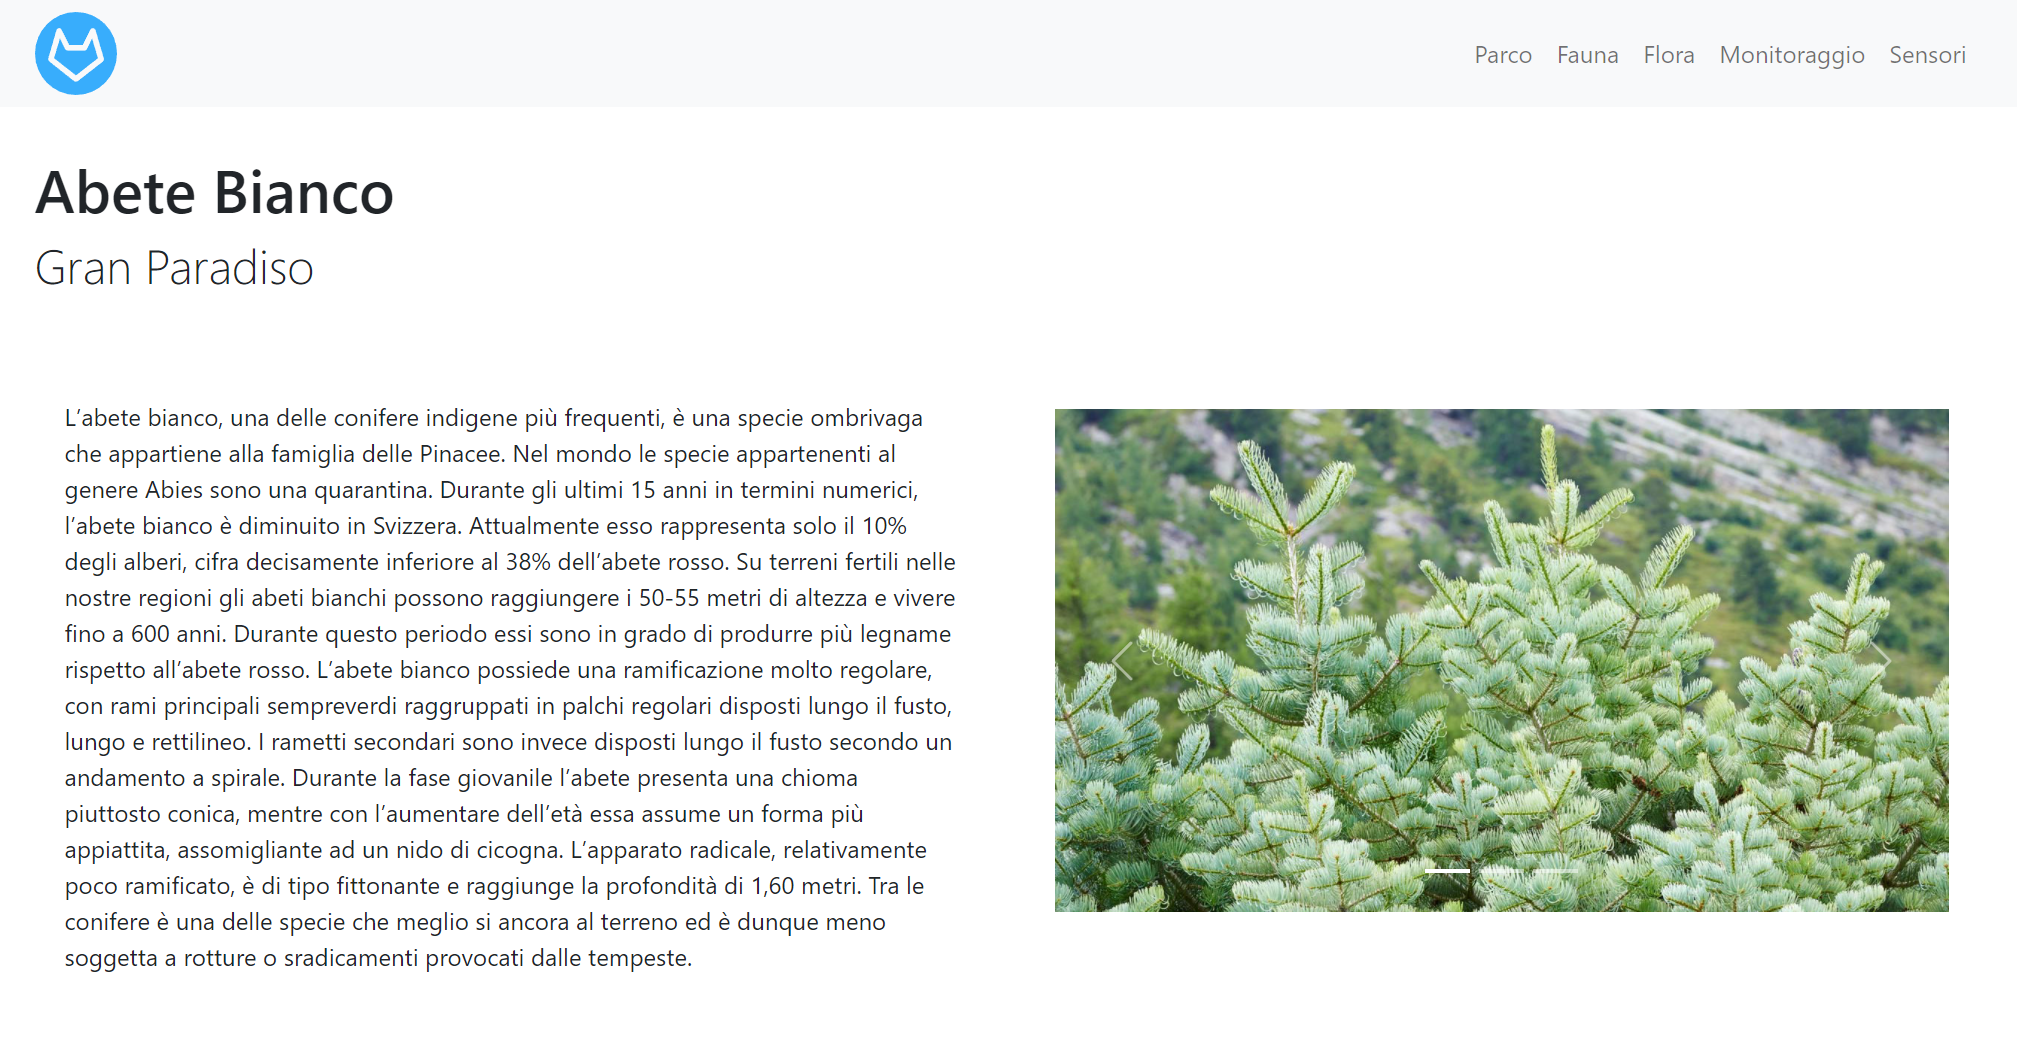 Parco Fauna Flora Monitoraggio Sensori
Abete Bianco
Gran Paradiso
L’abete bianco, una delle conifere indigene più frequenti, è una specie ombrivaga
che appartiene alla famiglia delle Pinacee. Nel mondo le specie appartenenti al
genere Abies sono una quarantina. Durante gli ultimi 15 anni in termini numerici,
l’abete bianco è diminuito in Svizzera. Attualmente esso rappresenta solo il 10%
degli alberi, cifra decisamente inferiore al 38% dell’abete rosso. Su terreni fertili nelle
nostre regioni gli abeti bianchi possono raggiungere i 50-55 metri di altezza e vivere
fino a 600 anni. Durante questo periodo essi sono in grado di produrre più legname
rispetto all’abete rosso. L’abete bianco possiede una ramificazione molto regolare,
con rami principali sempreverdi raggruppati in palchi regolari disposti lungo il fusto,
lungo e rettilineo. I rametti secondari sono invece disposti lungo il fusto secondo un
andamento a spirale. Durante la fase giovanile l’abete presenta una chioma
piuttosto conica, mentre con l’aumentare dell’età essa assume un forma più
appiattita, assomigliante ad un nido di cicogna. L’apparato radicale, relativamente
poco ramificato, è di tipo fittonante e raggiunge la profondità di 1,60 metri. Tra le
conifere è una delle specie che meglio si ancora al terreno ed è dunque meno
soggetta a rotture o sradicamenti provocati dalle tempeste.